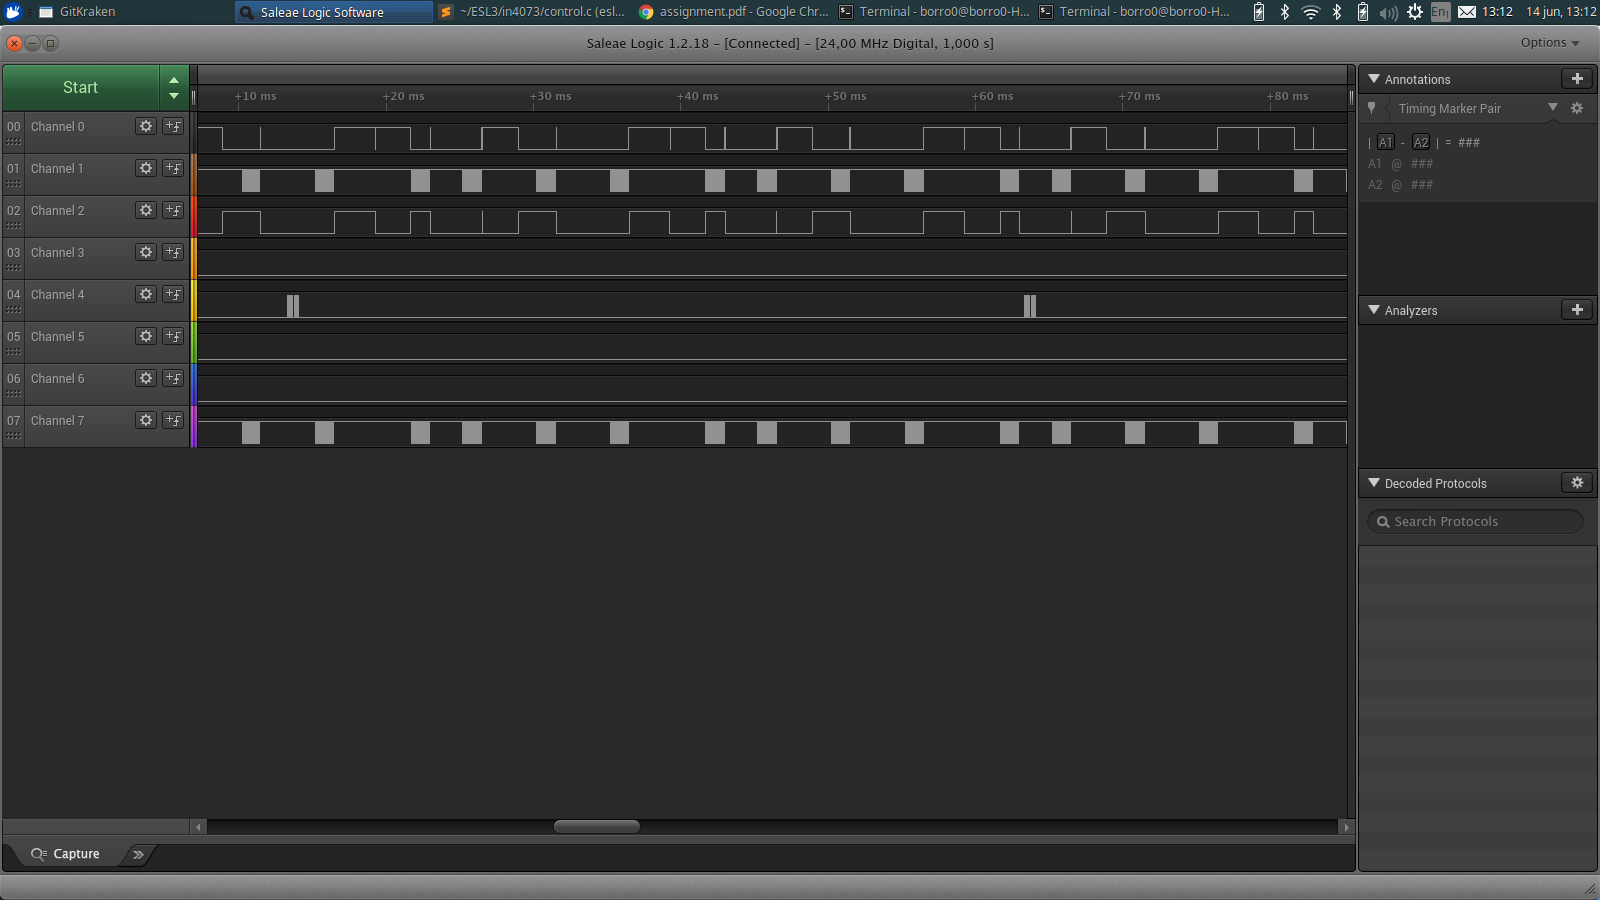 GitKraken
Saleae Logic Software
~/ESL3/in4073/control.c (esl...
assignment.pdf - Google Chr...
Terminal - borro0@borro0-H...
Terminal - borro0@borro0-H...
En1
13:12
14 jun, 13:12
Saleae Logic 1.2.18 - [Connected] - [24,00 MHz Digital, 1,000 s]
Options
Start
+10 ms
+20 ms
+30 ms
+40 ms
+50 ms
+60 ms
+70 ms
+80 ms
00 Channel 0
01 Channel 1
02 Channel 2
03 Channel 3
04 Channel 4
05 Channel 5
06 Channel 6
07 Channel 7
Annotations
Timing Marker Pair
| A1 - A2 | = ###
A1 @ ###
A2 @ ###
Analyzers
Decoded Protocols
Search Protocols
Capture